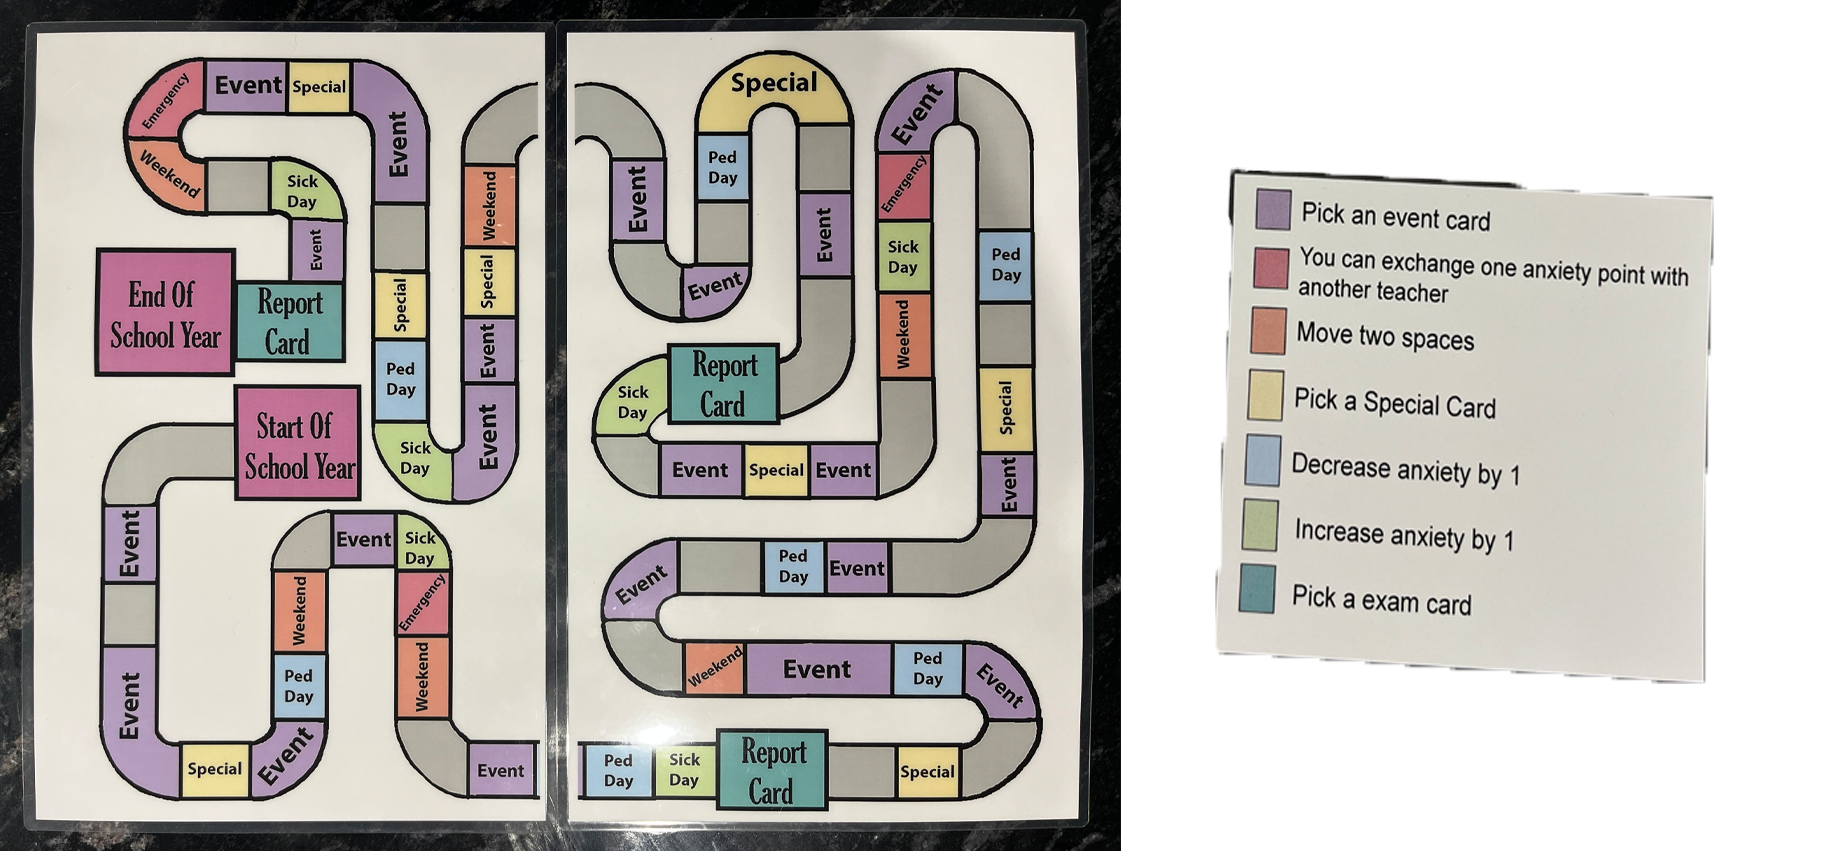 Emergency
Event
Special
Event
Weekend
Sick
Day
Event
End Of
School Year
Report
Card
Start Of
School Year
Event
Event
Special
Event
Ped
Day
Weekend
Event
Sick
Day
Emergency
Weekend
Event
Special
Ped
Day
Sick
Day
Event
Event
Special
Weekend
Event
Event
Ped
Day
Special
Event
Report
Card
Sick
Day
Event
Special
Event
Weekend
Sick
Day
Emergency
Event
Ped
Day
Special
Event
Event
Ped
Day
Event
Weekend
Event
Ped
Day
Event
Special
Report
Card
Sick
Day
Ped
Day
Pick an event card
You can exchange one anxiety point with
another teacher
Move two spaces
Pick a Special Card
Decrease anxiety by 1
Increase anxiety by 1
Pick a exam card